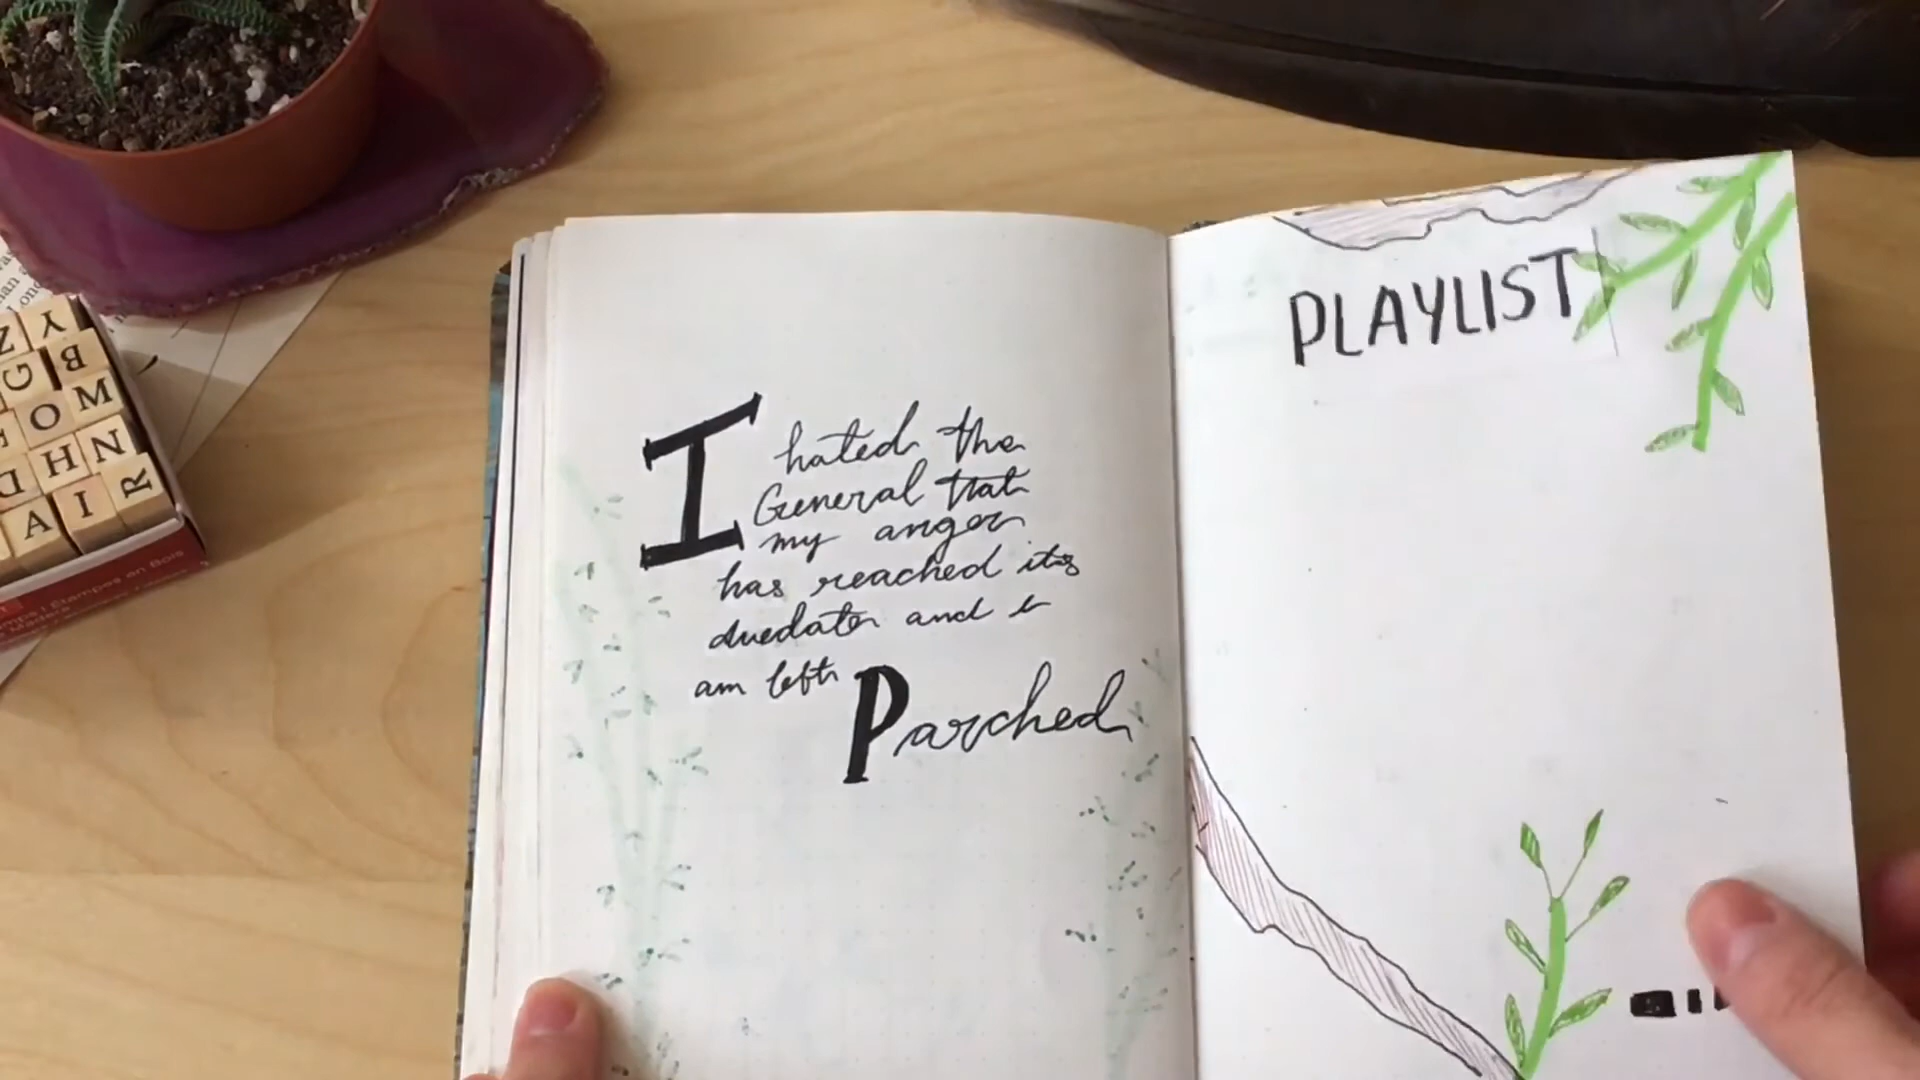 I hated the
General that
my anger
has reached its
duedate and i
am left
Parched
PLAYLIST
Z Y
G B
O M
D H N
A I R